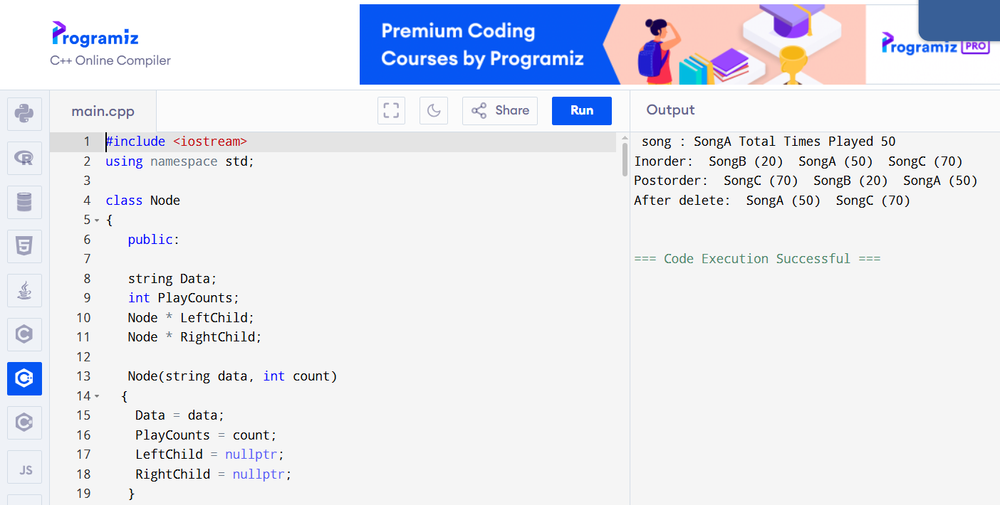 Programiz
C++ Online Compiler
Premium Coding
Courses by Programiz
Programiz PRO
main.cpp
Share
Run
Output
JS
1 #include <iostream>
2 using namespace std;
3
4 class Node
5 {
6 public:
7
8 string Data;
9 int PlayCounts;
10 Node * LeftChild;
11 Node * RightChild;
12
13 Node(string data, int count)
14 {
15 Data = data;
16 PlayCounts = count;
17 LeftChild = nullptr;
18 RightChild = nullptr;
19 }
song : SongA Total Times Played 50
Inorder:  SongB (20)  SongA (50)  SongC (70)
Postorder:  SongC (70)  SongB (20)  SongA (50)
After delete:  SongA (50)  SongC (70)
=== Code Execution Successful ===